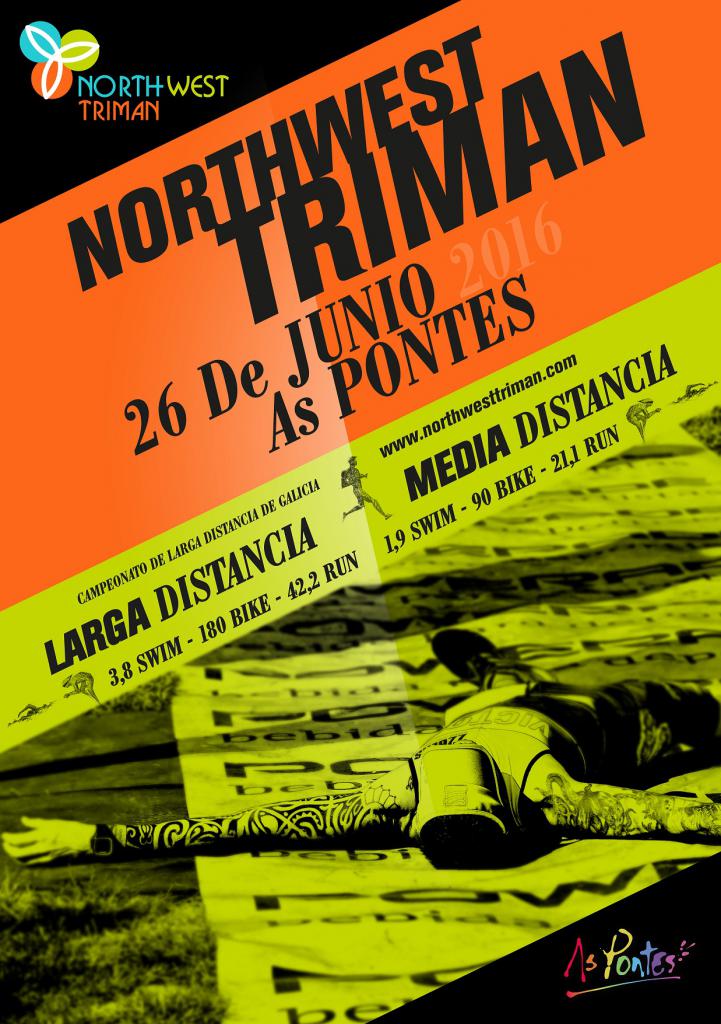 NORTHWEST
TRIMAN
NORTHWEST
TRIMAN
26 De JUNIO 2016
As PONTES
www.northwesttriman.com
MEDIA DISTANCIA
1,9 SWIM - 90 BIKE - 21,1 RUN
CAMPEONATO DE LARGA DISTANCIA DE GALICIA
LARGA DISTANCIA
3,8 SWIM - 180 BIKE - 42,2 RUN
As Pontes